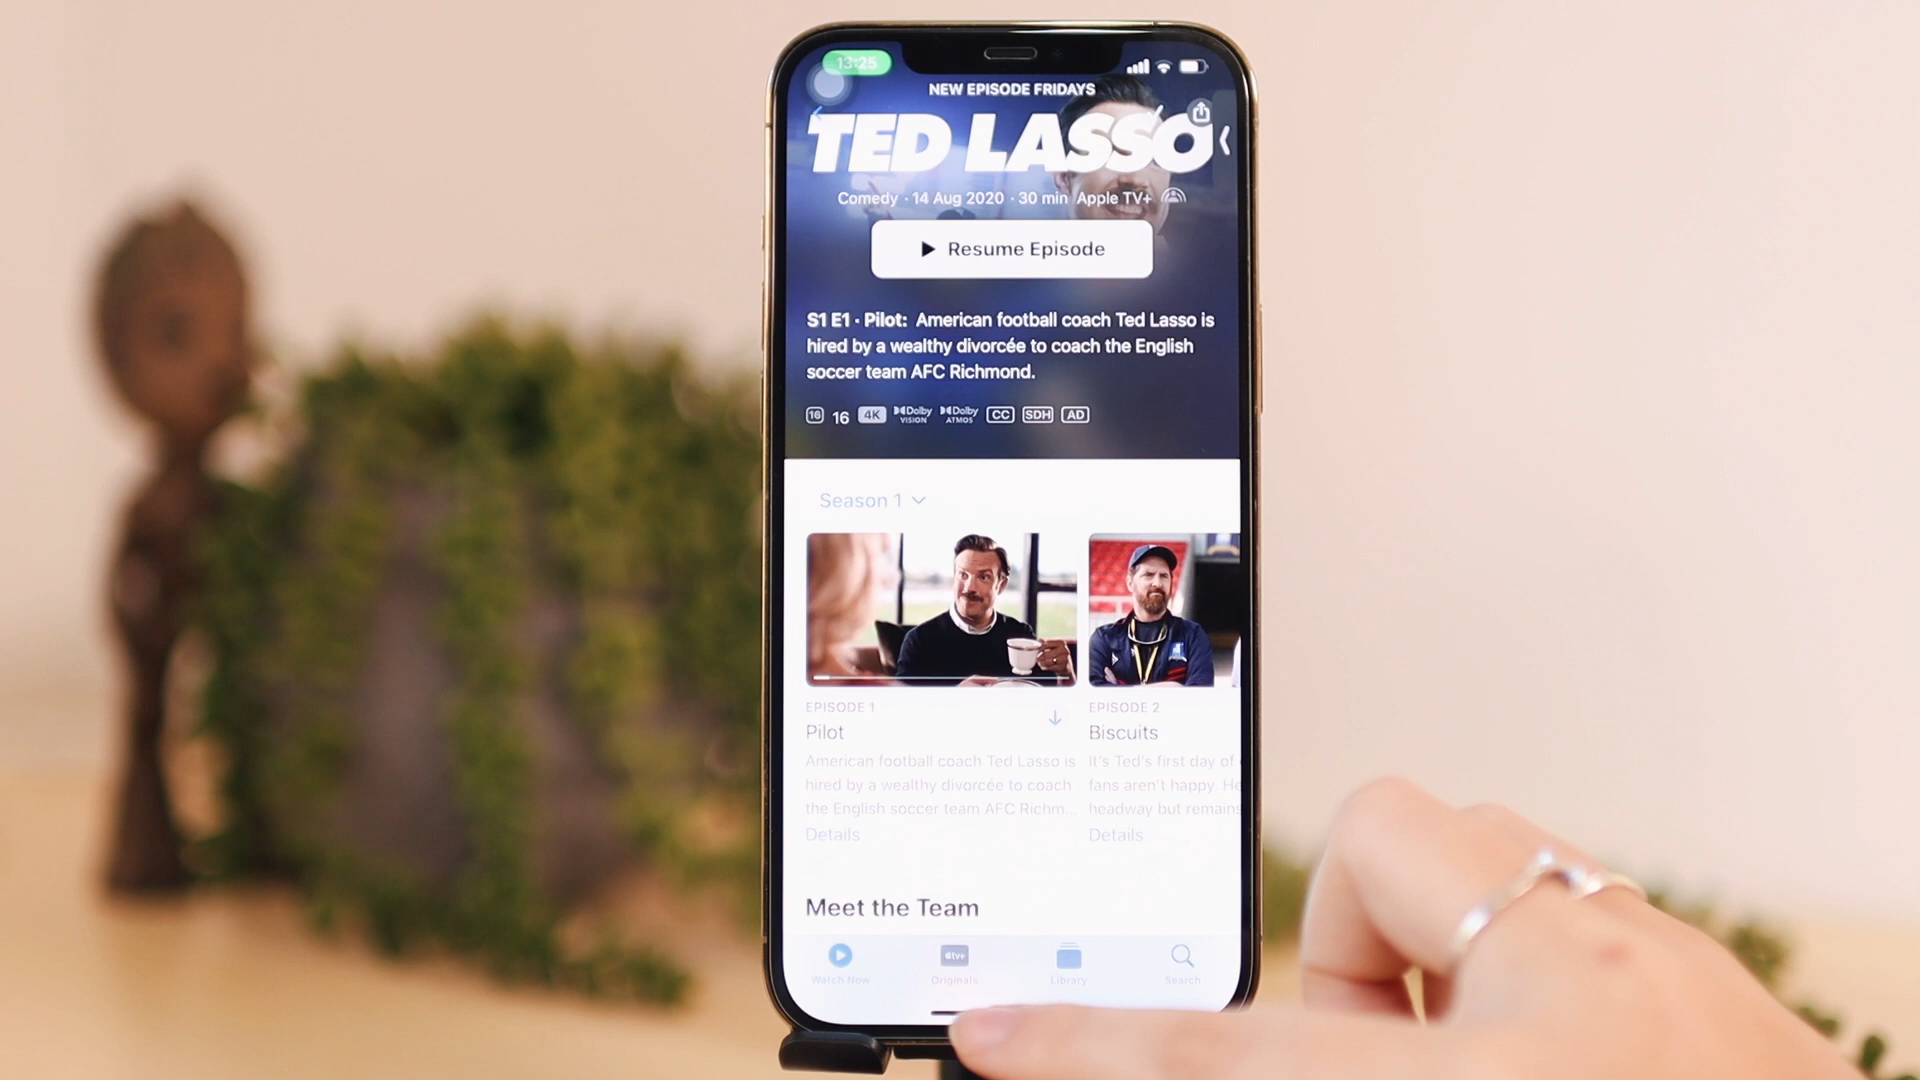 13:25
NEW EPISODE FRIDAYS
TED LASSO
Comedy · 14 Aug 2020 · 30 min Apple TV+
Resume Episode
S1 E1 · Pilot: American football coach Ted Lasso is
hired by a wealthy divorcée to coach the English
soccer team AFC Richmond.
16 16 4K Dolby VISION Dolby ATMOS CC SDH AD
Season 1
EPISODE 1
Pilot
American football coach Ted Lasso is
hired by a wealthy divorcée to coach
the English soccer team AFC Richm...
Details
EPISODE 2
Biscuits
It's Ted's first day of
fans aren't happy. He
headway but remains
Details
Meet the Team
Watch Now
tv+
Originals
Library
Search